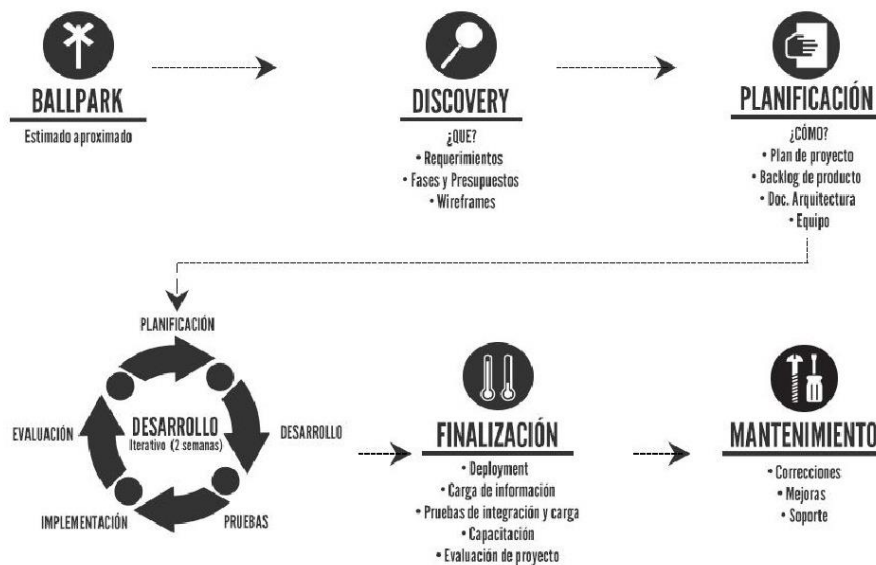 BALLPARK
Estimado aproximado
DISCOVERY
¿QUE?
• Requerimientos
• Fases y Presupuestos
• Wireframes
PLANIFICACIÓN
¿CÓMO?
• Plan de proyecto
• Backlog de producto
• Doc. Arquitectura
• Equipo
PLANIFICACIÓN
DESARROLLO
PRUEBAS
IMPLEMENTACIÓN
EVALUACIÓN
DESARROLLO
Iterativo (2 semanas)
FINALIZACIÓN
• Deployment
• Carga de información
• Pruebas de integración y carga
• Capacitación
• Evaluación de proyecto
MANTENIMIENTO
• Correcciones
• Mejoras
• Soporte